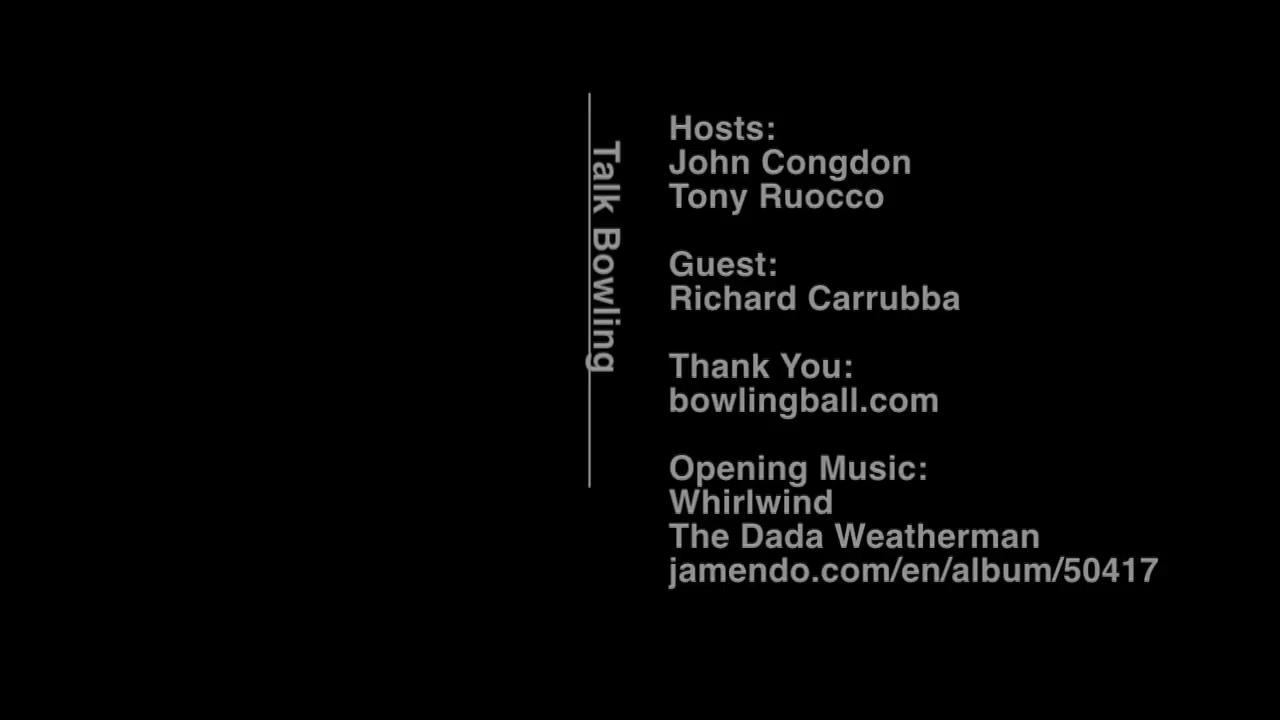 Talk Bowling
Hosts:
John Congdon
Tony Ruocco
Guest:
Richard Carrubba
Thank You:
bowlingball.com
Opening Music:
Whirlwind
The Dada Weatherman
jamendo.com/en/album/50417